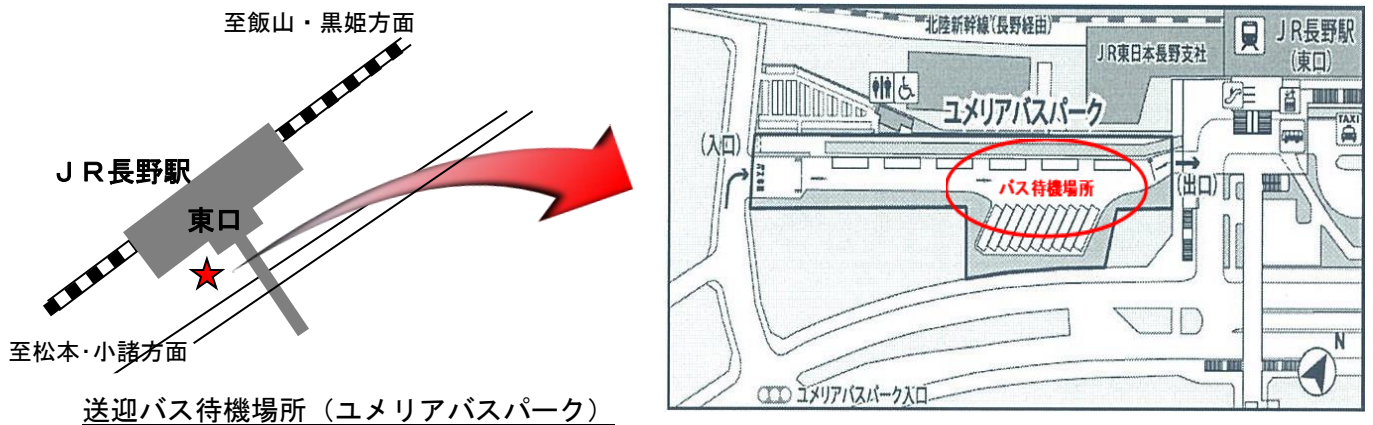 至飯山・黒姫方面
ＪＲ長野駅
東口
至松本・小諸方面
送迎バス待機場所（ユメリアバスパーク）
北陸新幹線(長野経由)
ＪＲ東日本長野支社
ＪＲ長野駅
(東口)
ユメリアバスパーク
(入口)
バス待機場所
(出口)
TAXI
N
ユメリアバスパーク入口